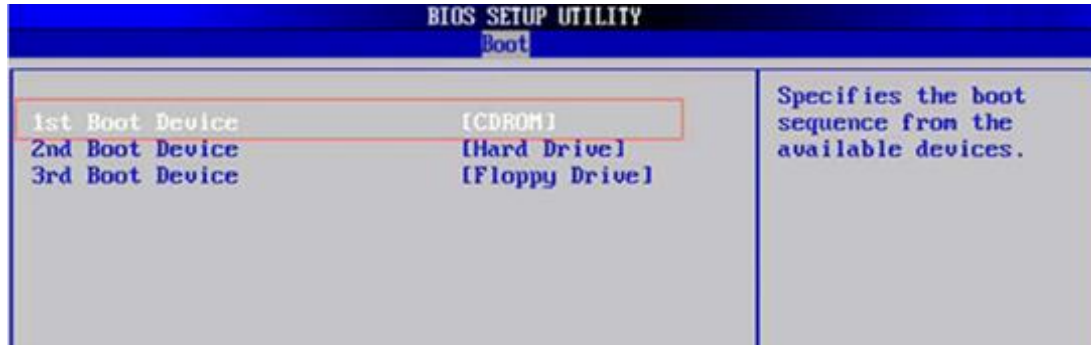 BIOS SETUP UTILITY
Boot
1st Boot Device [CDROM]
2nd Boot Device [Hard Drive]
3rd Boot Device [Floppy Drive]
Specifies the boot
sequence from the
available devices.